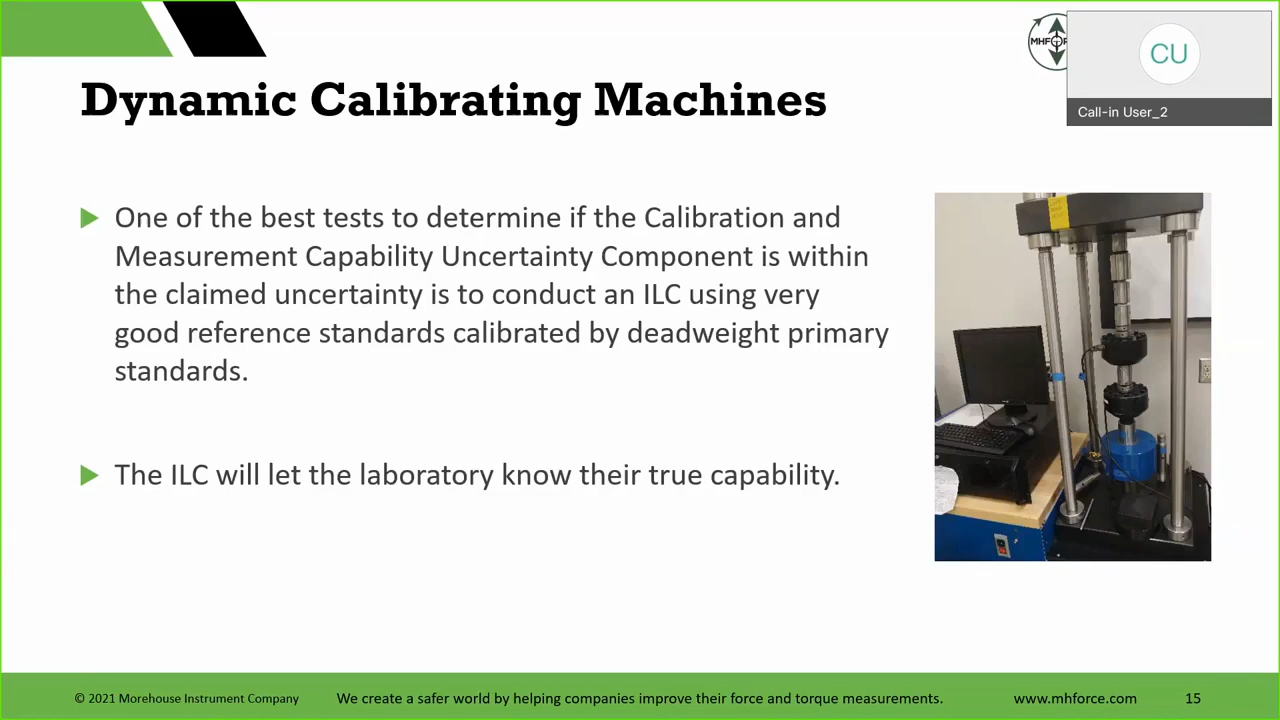 MHFOR
CU
Call-in User_2
Dynamic Calibrating Machines
One of the best tests to determine if the Calibration and
Measurement Capability Uncertainty Component is within
the claimed uncertainty is to conduct an ILC using very
good reference standards calibrated by deadweight primary
standards.
The ILC will let the laboratory know their true capability.
© 2021 Morehouse Instrument Company
We create a safer world by helping companies improve their force and torque measurements.
www.mhforce.com
15